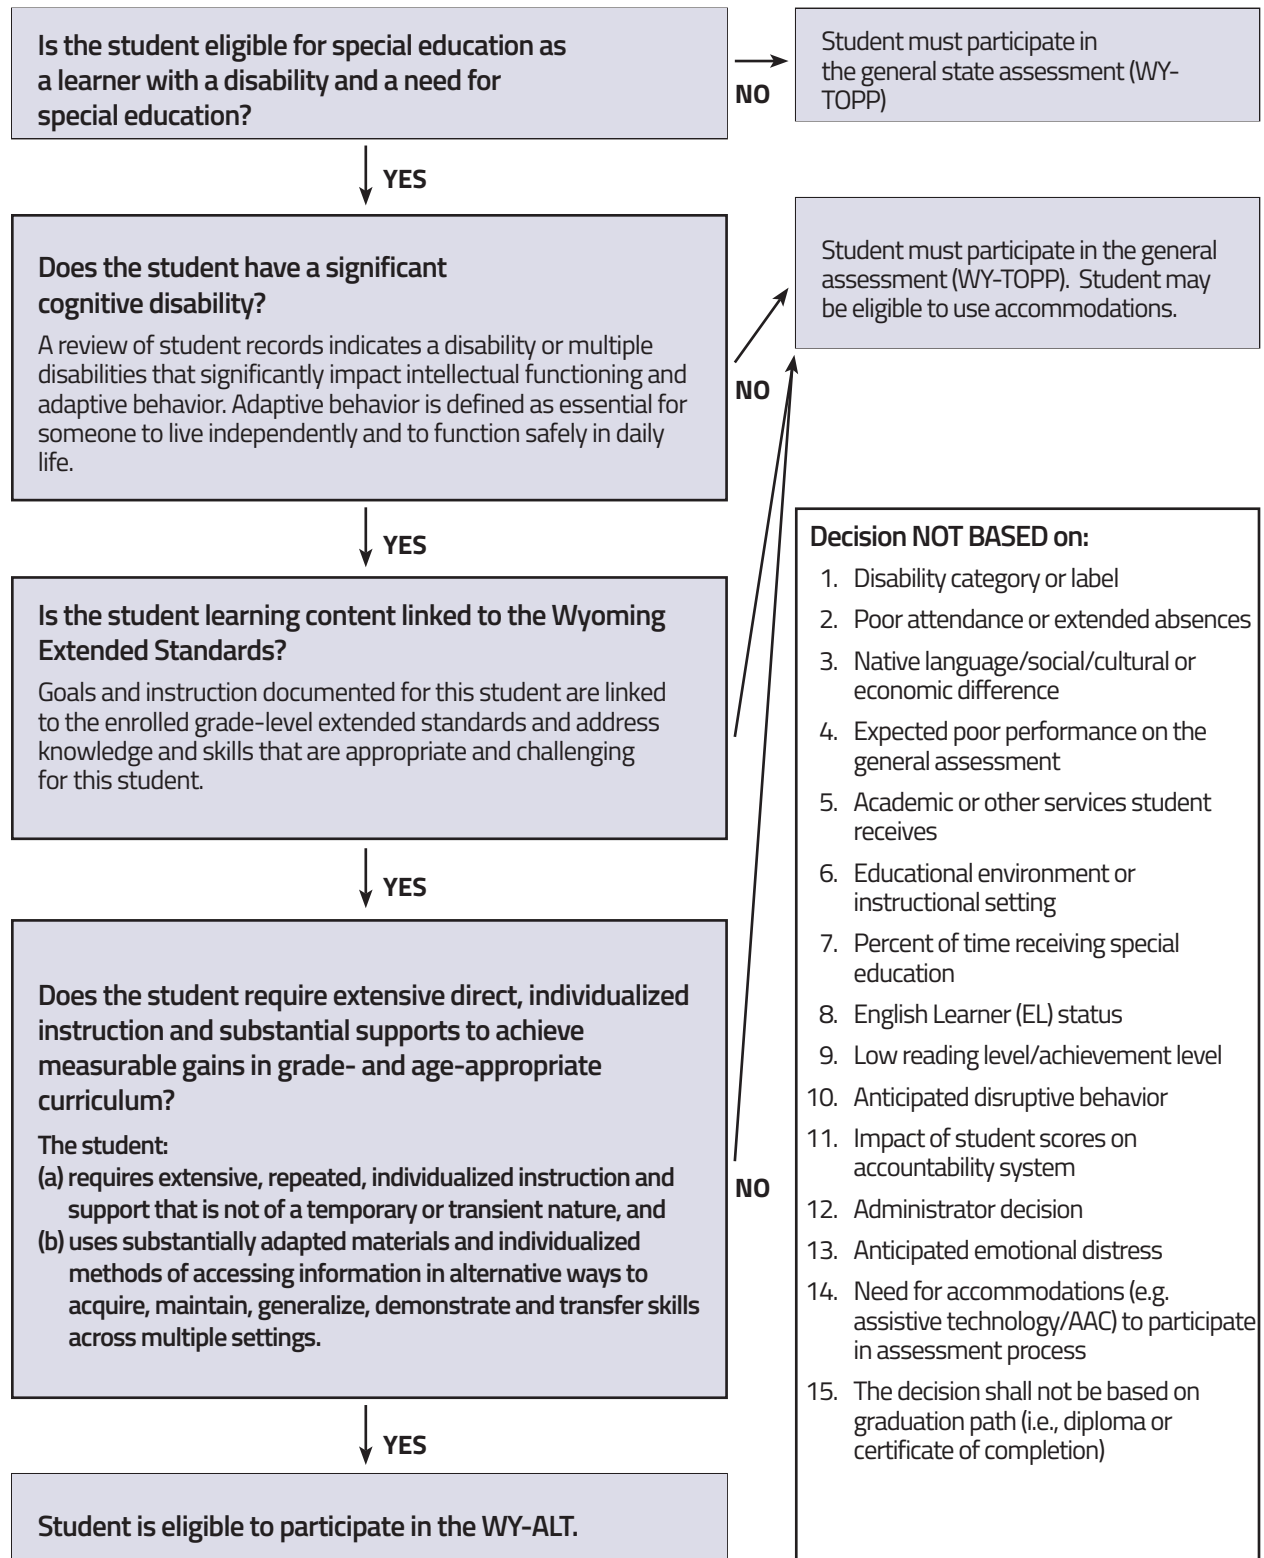 Is the student eligible for special education as
a learner with a disability and a need for
special education?
NO
Student must participate in
the general state assessment (WY-
TOPP)
YES
Does the student have a significant
cognitive disability?
A review of student records indicates a disability or multiple
disabilities that significantly impact intellectual functioning and
adaptive behavior. Adaptive behavior is defined as essential for
someone to live independently and to function safely in daily
life.
NO
Student must participate in the general
assessment (WY-TOPP).  Student may
be eligible to use accommodations.
YES
Is the student learning content linked to the Wyoming
Extended Standards?
Goals and instruction documented for this student are linked
to the enrolled grade-level extended standards and address
knowledge and skills that are appropriate and challenging
for this student.
YES
Does the student require extensive direct, individualized
instruction and substantial supports to achieve
measurable gains in grade- and age-appropriate
curriculum?
The student:
(a) requires extensive, repeated, individualized instruction and
support that is not of a temporary or transient nature, and
(b) uses substantially adapted materials and individualized
methods of accessing information in alternative ways to
acquire, maintain, generalize, demonstrate and transfer skills
across multiple settings.
NO
YES
Student is eligible to participate in the WY-ALT.
Decision NOT BASED on:
1. Disability category or label
2. Poor attendance or extended absences
3. Native language/social/cultural or
economic difference
4. Expected poor performance on the
general assessment
5. Academic or other services student
receives
6. Educational environment or
instructional setting
7. Percent of time receiving special
education
8. English Learner (EL) status
9. Low reading level/achievement level
10. Anticipated disruptive behavior
11. Impact of student scores on
accountability system
12. Administrator decision
13. Anticipated emotional distress
14. Need for accommodations (e.g.
assistive technology/AAC) to participate
in assessment process
15. The decision shall not be based on
graduation path (i.e., diploma or
certificate of completion)